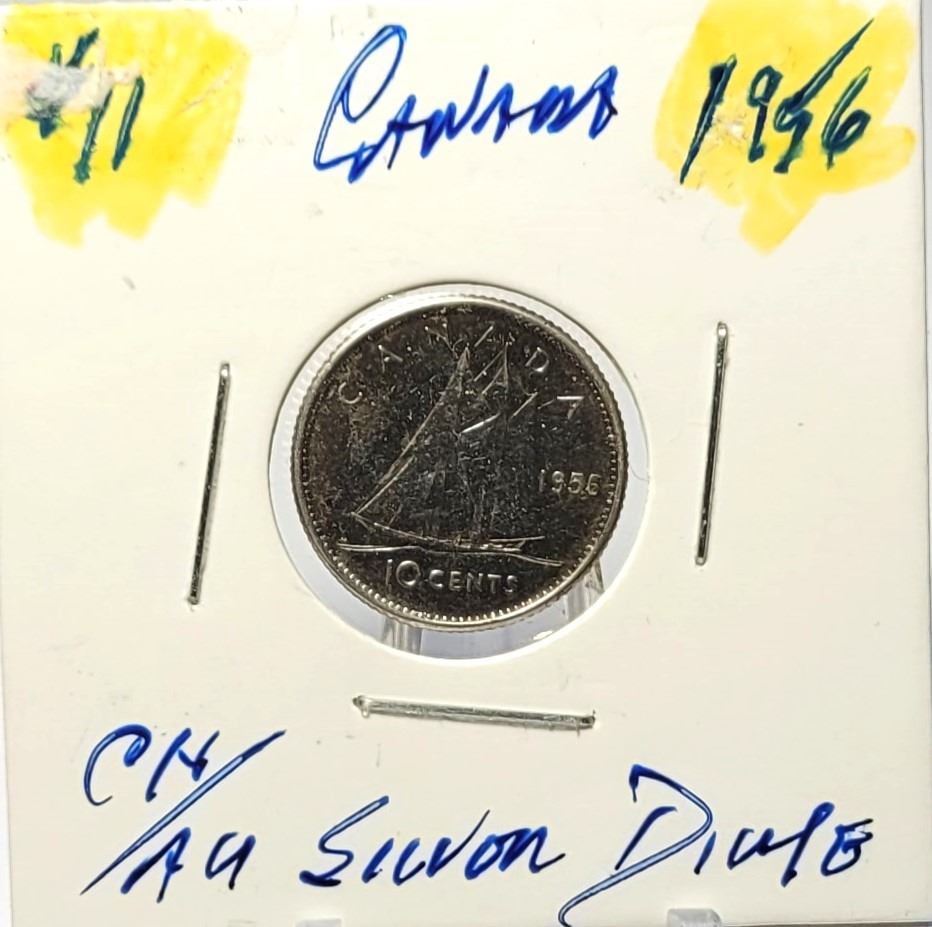 #11 CANADA 1956
CANADA
1956
10 CENTS
CH/
AU SILVER DIME